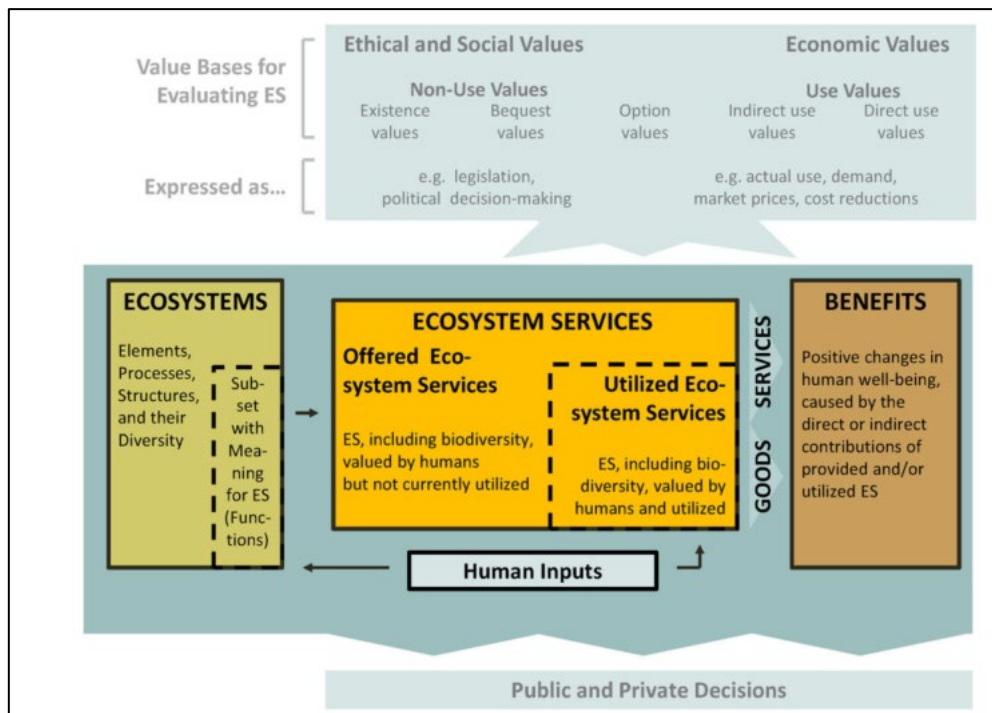 Value Bases for
Evaluating ES
Ethical and Social Values
Economic Values
Non-Use Values
Use Values
Existence
values
Bequest
values
Option
values
Indirect use
values
Direct use
values
Expressed as...
e.g. legislation,
political decision-making
e.g. actual use, demand,
market prices, cost reductions
ECOSYSTEMS
Elements,
Processes,
Structures,
and their
Diversity
Sub-
set
with
Mea-
ning
for ES
(Func-
tions)
ECOSYSTEM SERVICES
Offered Eco-
system Services
ES, including biodiversity,
valued by humans
but not currently utilized
Utilized Eco-
system Services
ES, including bio-
diversity, valued by
humans and utilized
SERVICES
GOODS
BENEFITS
Positive changes in
human well-being,
caused by the
direct or indirect
contributions of
provided and/or
utilized ES
Human Inputs
Public and Private Decisions